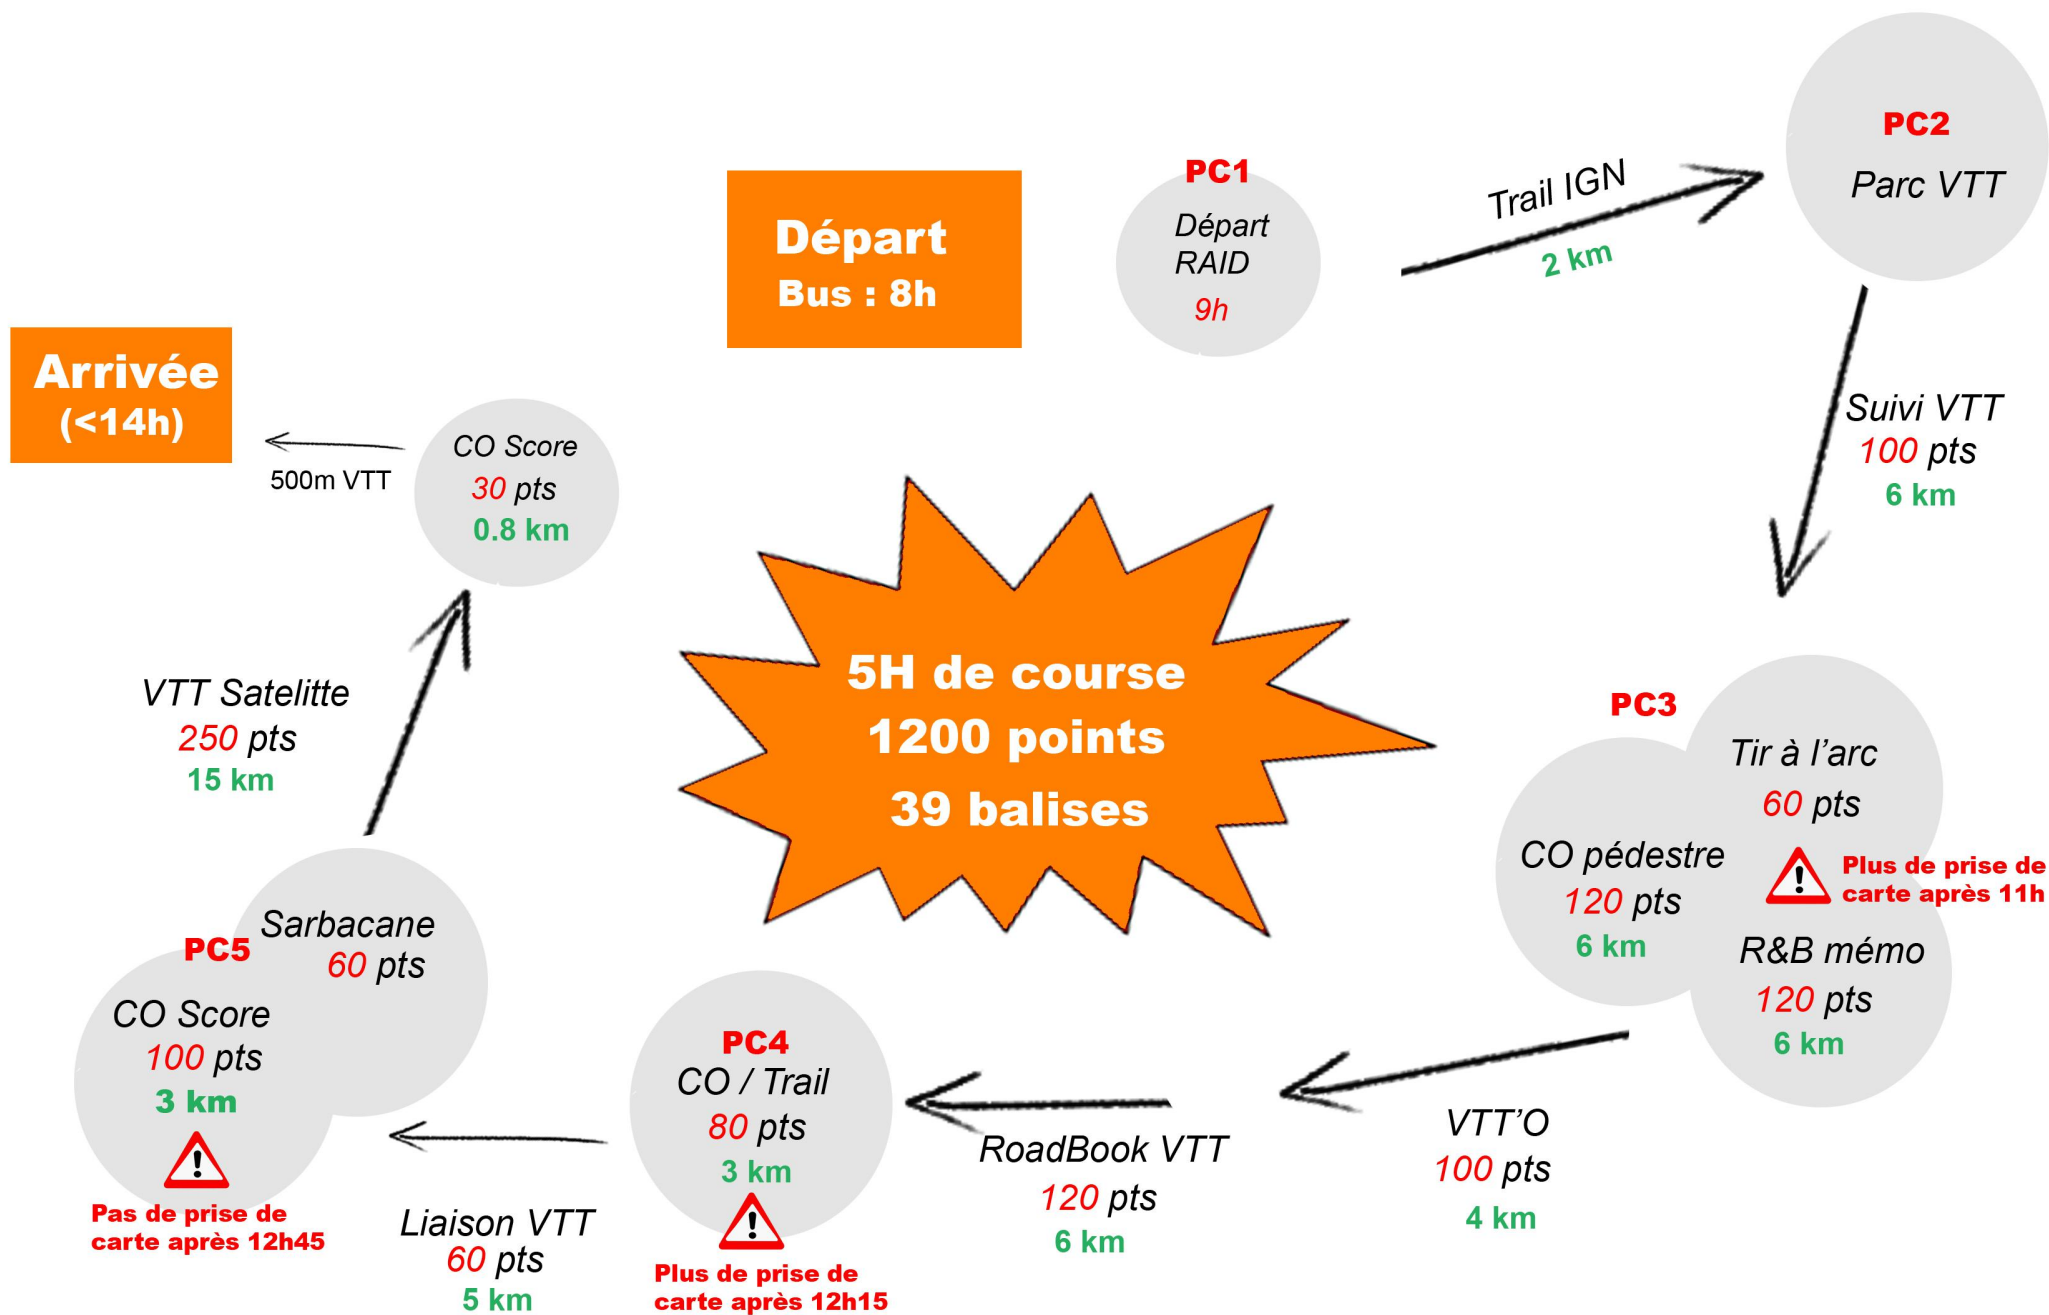 Départ
Bus : 8h
PC1
Départ
RAID
9h
Trail IGN
2 km
PC2
Parc VTT
Suivi VTT
100 pts
6 km
PC3
Tir à l'arc
60 pts
CO pédestre
120 pts
6 km
Plus de prise de
carte après 11h
R&B mémo
120 pts
6 km
VTT'O
100 pts
4 km
RoadBook VTT
120 pts
6 km
PC4
CO / Trail
80 pts
3 km
Plus de prise de
carte après 12h15
Liaison VTT
60 pts
5 km
PC5
Sarbacane
60 pts
CO Score
100 pts
3 km
Pas de prise de
carte après 12h45
VTT Satelitte
250 pts
15 km
CO Score
30 pts
0.8 km
500m VTT
Arrivée
(<14h)
5H de course
1200 points
39 balises